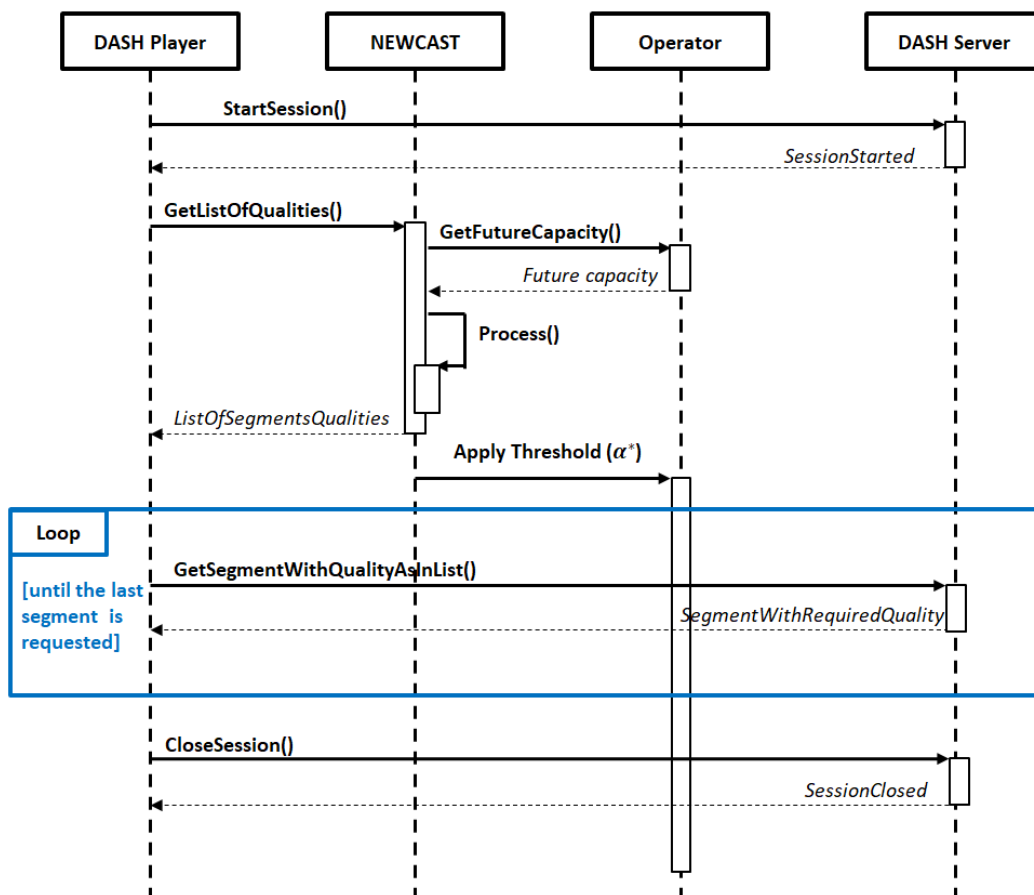 DASH Player
NEWCAST
Operator
DASH Server
StartSession()
SessionStarted
GetListOfQualities()
GetFutureCapacity()
Future capacity
Process()
ListOfSegmentsQualities
Apply Threshold (α*)
Loop
[until the last
segment is
requested]
GetSegmentWithQualityAsInList()
SegmentWithRequiredQuality
CloseSession()
SessionClosed